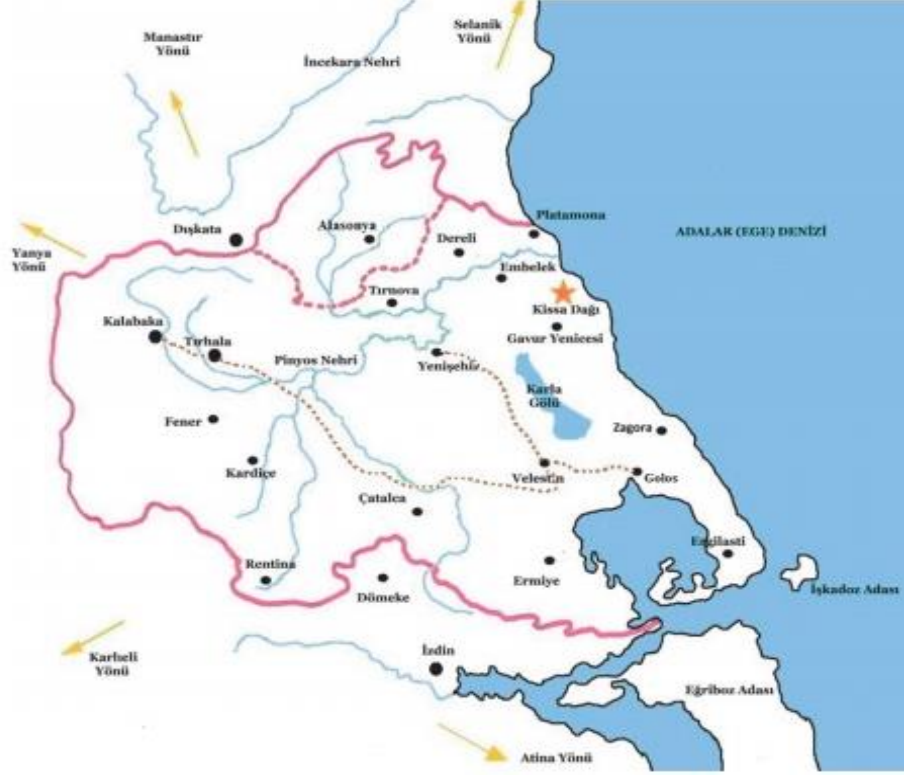 Selanik
Yönü
Manastır
Yönü
İncekara Nehri
Platamona
Dışkata
Alasonya
ADALAR (EGE) DENİZİ
Dereli
Yanya
Yönü
Embelek
Tırnova
Kissa Dağı
Kalabaka
Gavur Yenicesi
Tırhala
Pinyos Nehri
Yenişehir
Karla
Gölü
Fener
Zagora
Kardiçe
Velestin
Golos
Çatalca
Engilasti
Rentina
Ermiye
İşkadoz Adası
Dömeke
İzdin
Karlıeli
Yönü
Eğriboz Adası
Atina Yönü